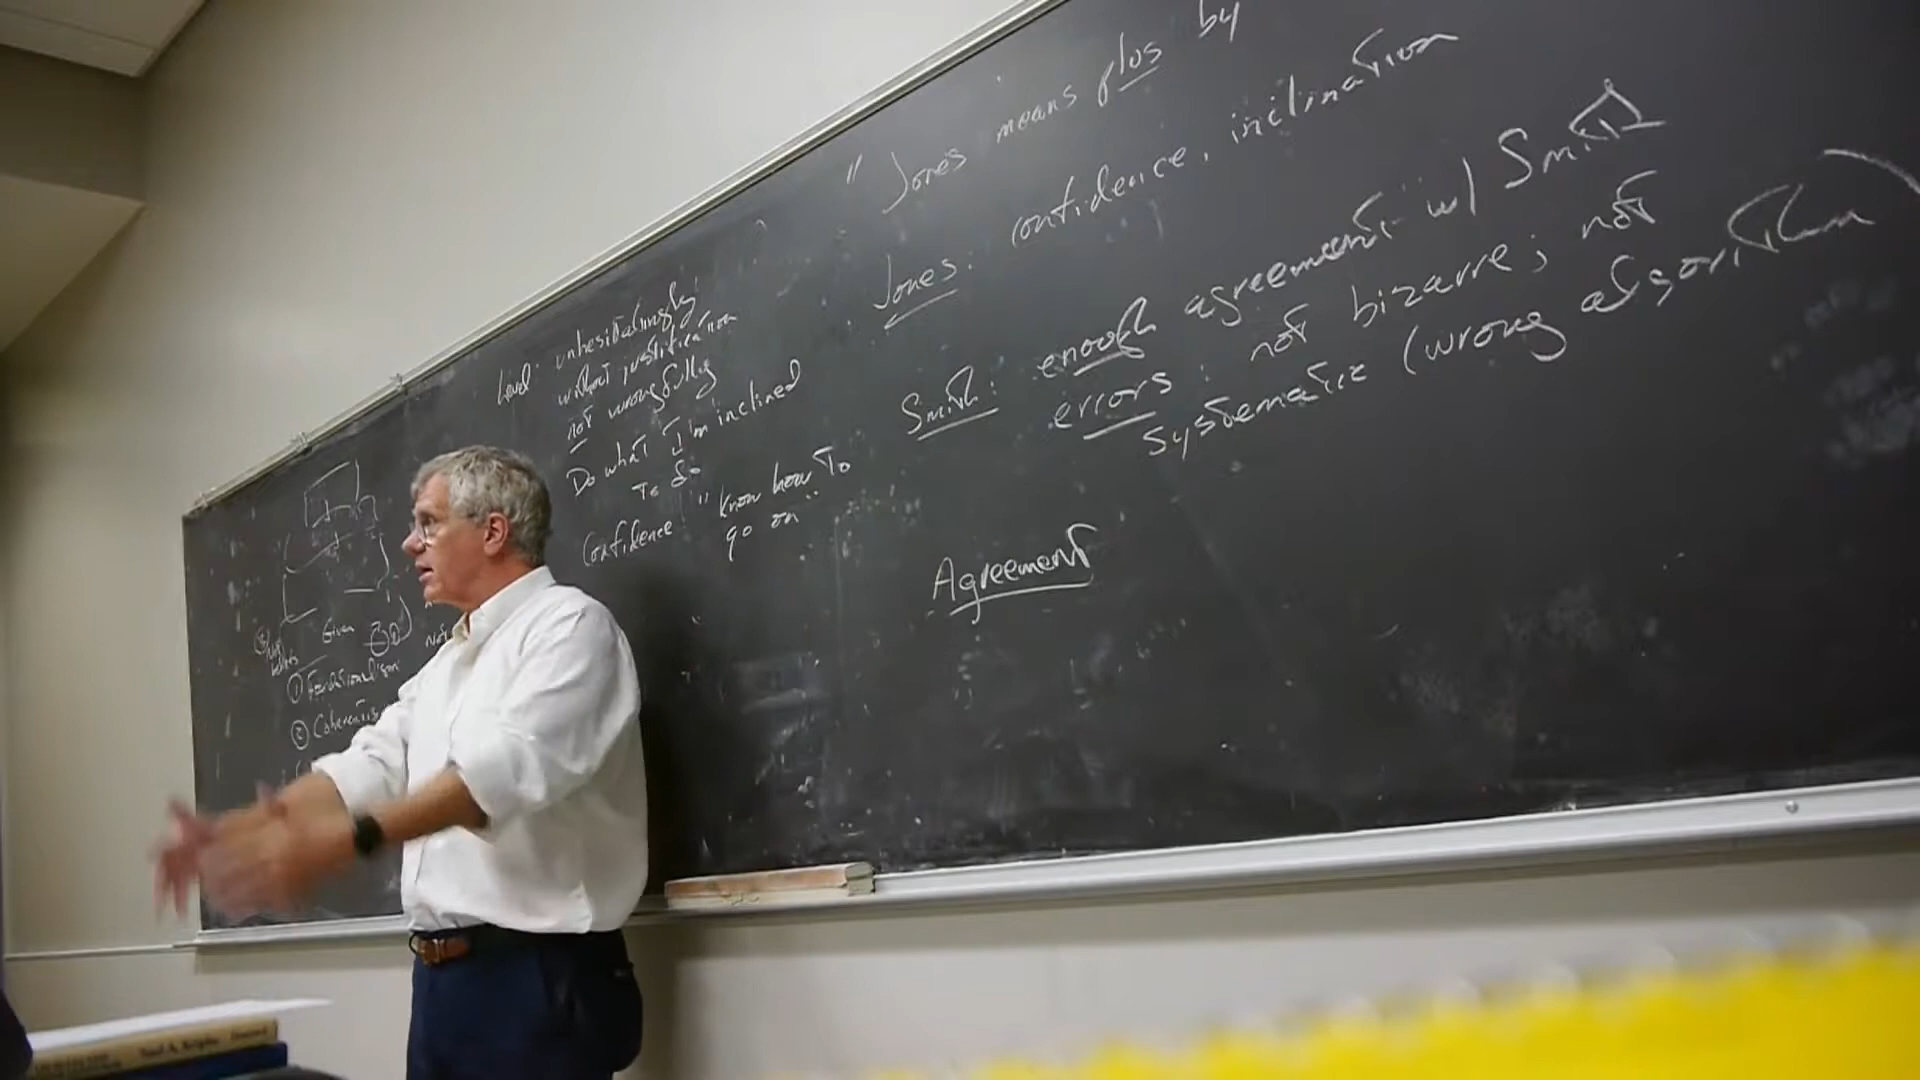 Level: unhesitatingly
without justification
not wrongfully
Do what I'm inclined
to do
Confidence: "know how to
go on"
Given
① Foundationalism
② Coherentism
"Jones means plus by
Jones: confidence, inclination
Smith: enough agreement w/ Smith
errors: not bizarre; not
systematic (wrong algorithm)
Agreement
Saul A. Kripke